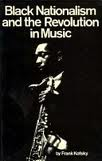 Black Nationalism
and the Revolution
in Music
by Frank Kofsky